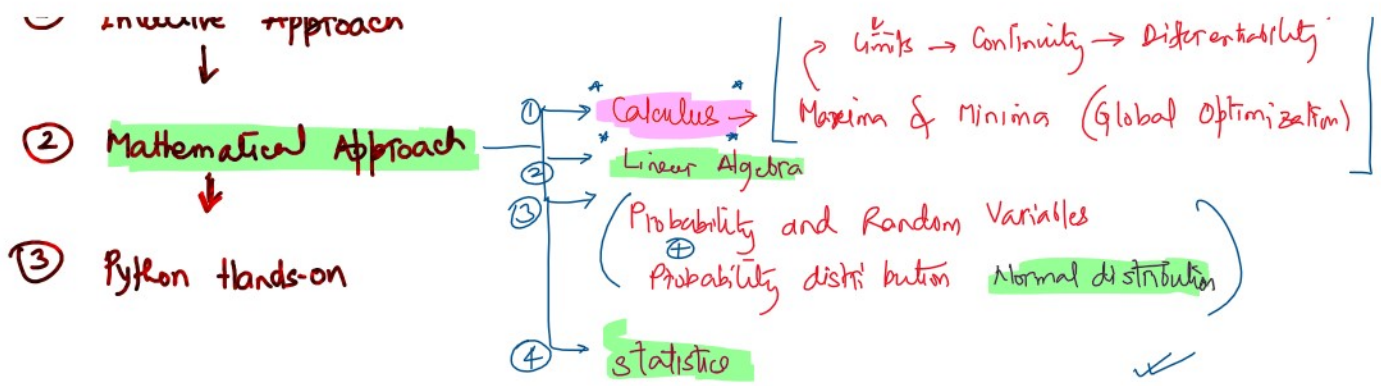 Intuitive Approach
② Mathematical Approach
③ Python Hands-on
① Calculus → Maxima & Minima (Global Optimization)
Limits → Continuity → Differentiability
② Linear Algebra
③ Probability and Random Variables
+
Probability distribution Normal distribution
④ Statistics